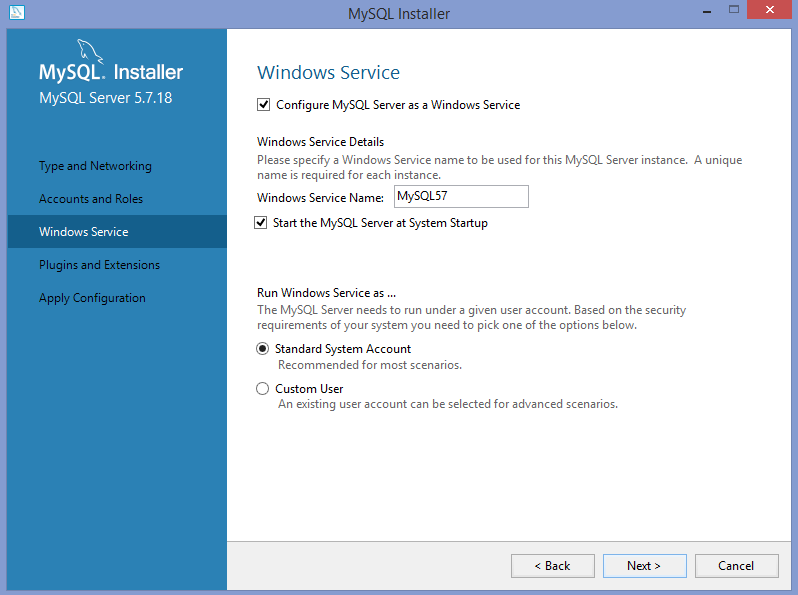 MySQL Installer
MySQL. Installer
MySQL Server 5.7.18
Type and Networking
Accounts and Roles
Windows Service
Plugins and Extensions
Apply Configuration
Windows Service
Configure MySQL Server as a Windows Service
Windows Service Details
Please specify a Windows Service name to be used for this MySQL Server instance. A unique
name is required for each instance.
Windows Service Name: MySQL57
Start the MySQL Server at System Startup
Run Windows Service as ...
The MySQL Server needs to run under a given user account. Based on the security
requirements of your system you need to pick one of the options below.
Standard System Account
Recommended for most scenarios.
Custom User
An existing user account can be selected for advanced scenarios.
< Back Next > Cancel